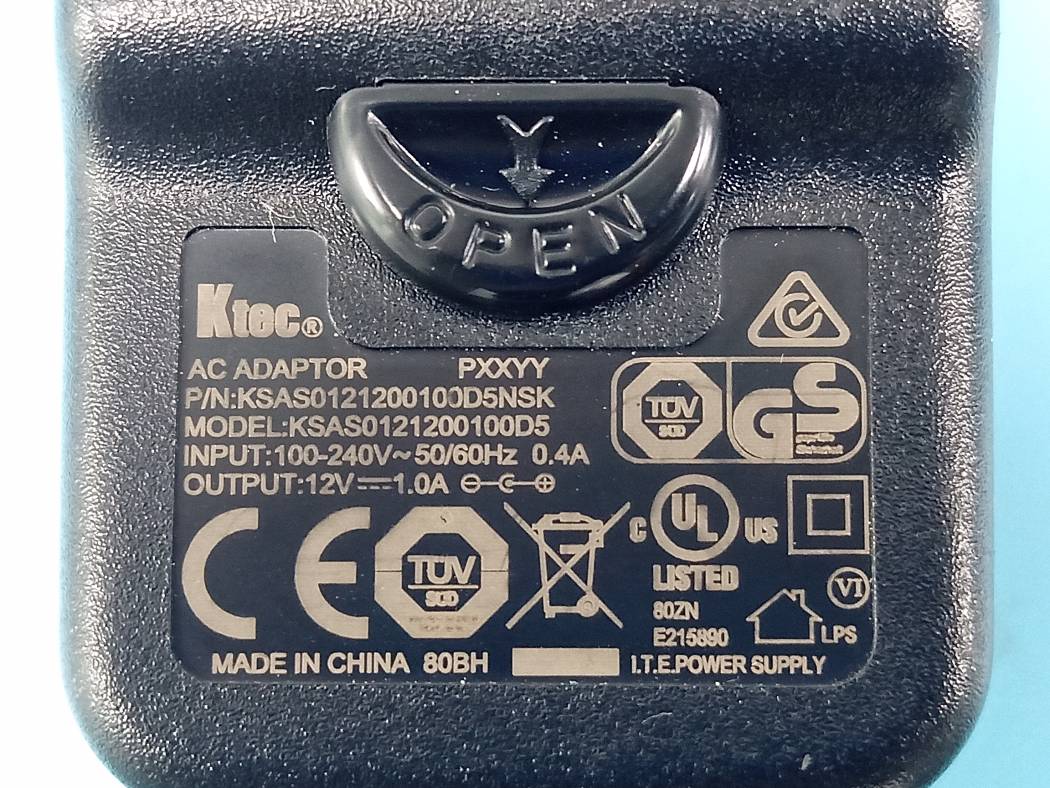 OPEN
Ktec®
AC ADAPTOR PXXYY
P/N:KSAS0121200100D5NSK
MODEL:KSAS0121200100D5
INPUT:100-240V~50/60Hz 0.4A
OUTPUT:12V⎓1.0A
TÜV
SÜD
GS
CE
TÜV
SÜD
C UL US
LISTED
80ZN
E215890
VI
LPS
MADE IN CHINA 80BH
I.T.E.POWER SUPPLY